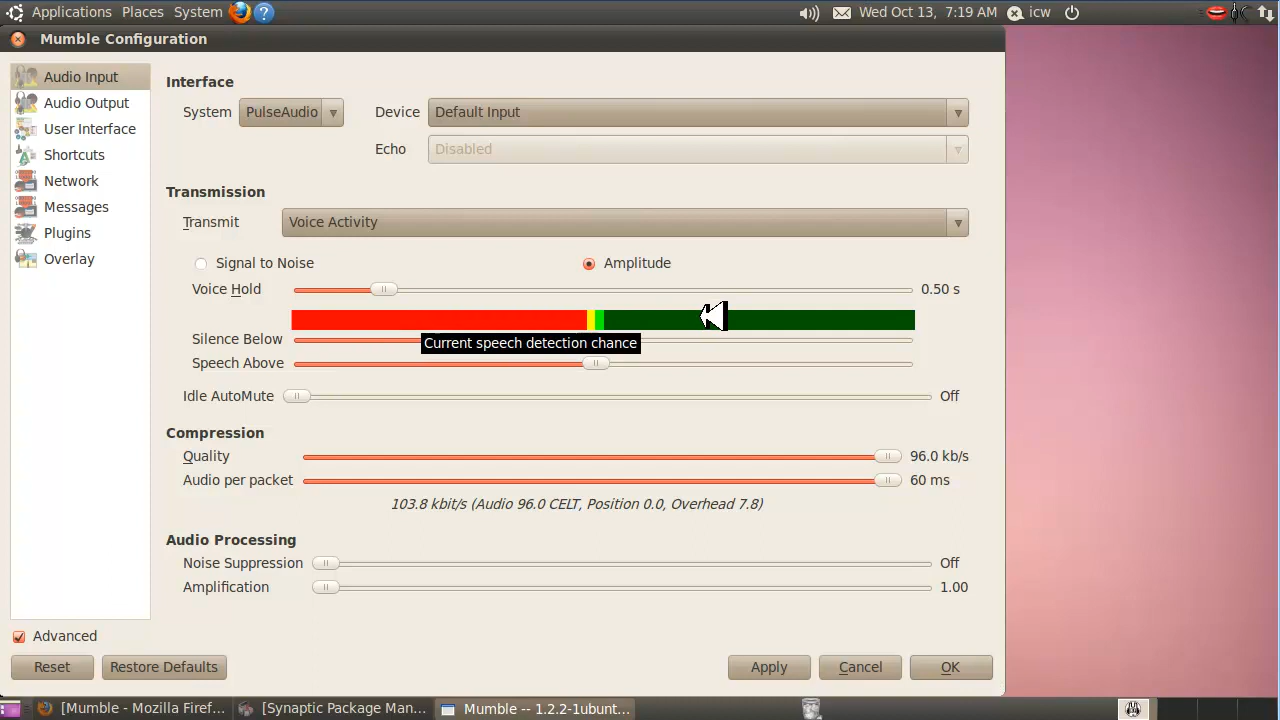 Applications Places System ? Wed Oct 13, 7:19 AM icw
Mumble Configuration
Audio Input
Audio Output
User Interface
Shortcuts
Network
Messages
Plugins
Overlay
Interface
System PulseAudio Device Default Input
Echo Disabled
Transmission
Transmit Voice Activity
Signal to Noise Amplitude
Voice Hold 0.50 s
Silence Below
Current speech detection chance
Speech Above
Idle AutoMute Off
Compression
Quality 96.0 kb/s
Audio per packet 60 ms
103.8 kbit/s (Audio 96.0 CELT, Position 0.0, Overhead 7.8)
Audio Processing
Noise Suppression Off
Amplification 1.00
Advanced
Reset Restore Defaults Apply Cancel OK
[Mumble - Mozilla Firef... [Synaptic Package Man... Mumble -- 1.2.2-1ubunt...